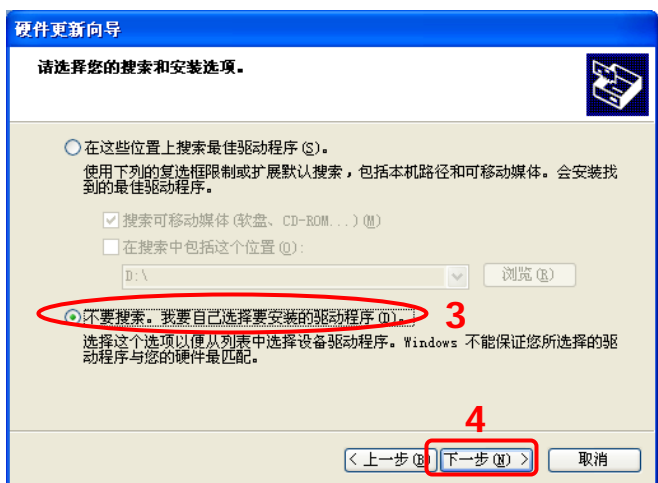 硬件更新向导
请选择您的搜索和安装选项。
在这些位置上搜索最佳驱动程序(S)。
使用下列的复选框限制或扩展默认搜索，包括本机路径和可移动媒体。会安装找
到的最佳驱动程序。
搜索可移动媒体(软盘、CD-ROM...)(M)
在搜索中包括这个位置(O):
D:\ 浏览(R)
不要搜索。我要自己选择要安装的驱动程序(D)。 3
选择这个选项以便从列表中选择设备驱动程序。Windows 不能保证您所选择的驱
动程序与您的硬件最匹配。
4
< 上一步(B) 下一步(N) > 取消